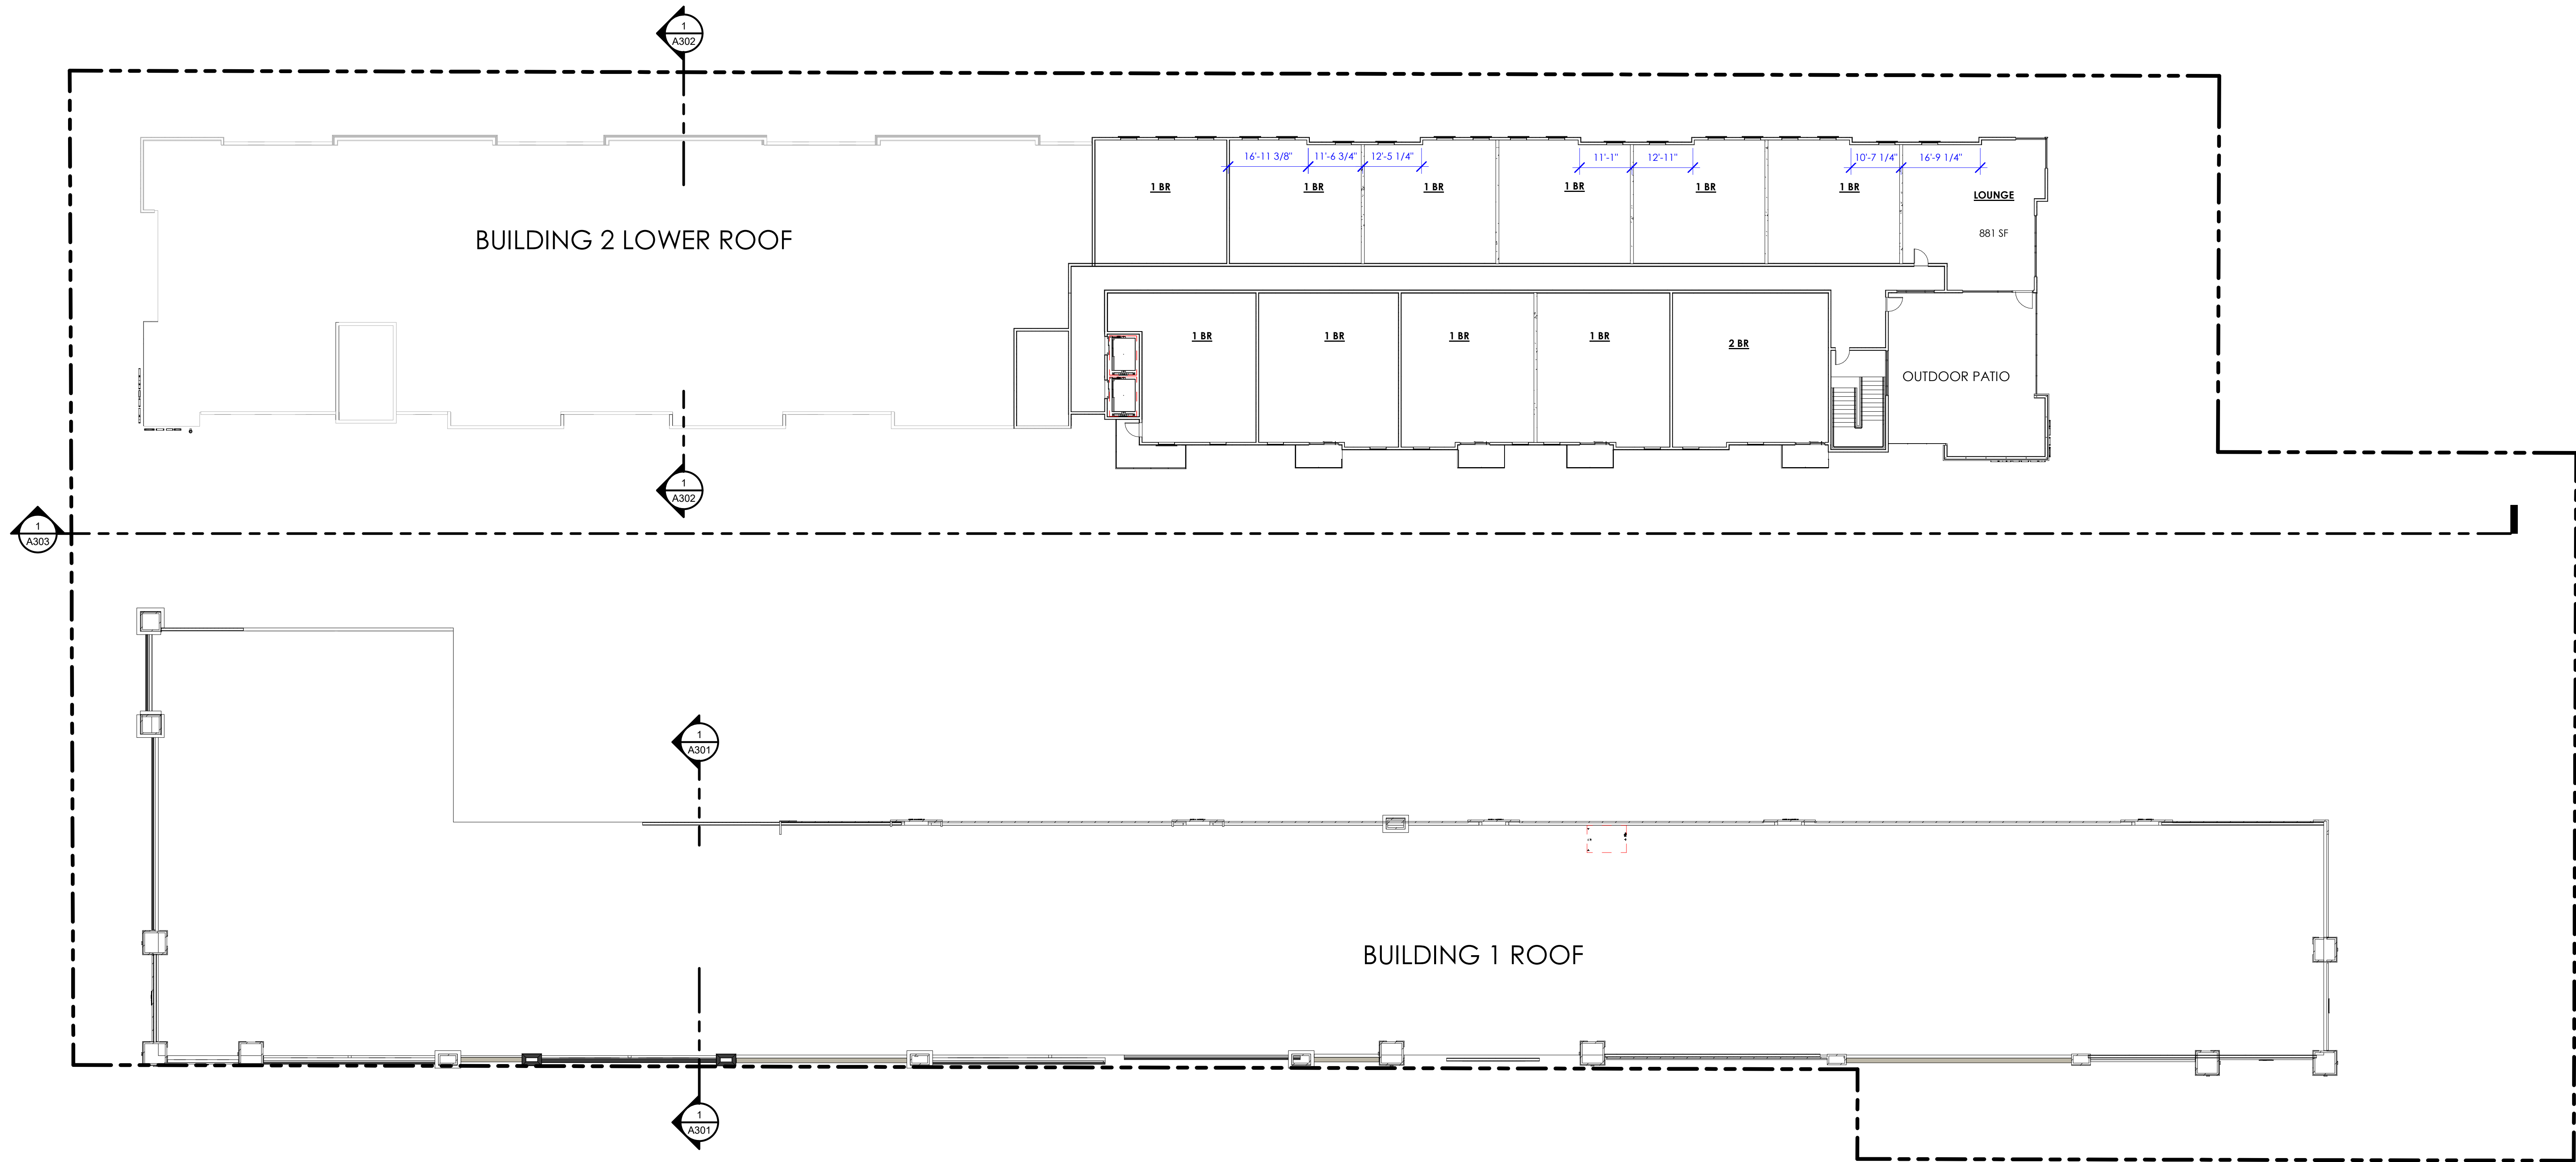 1
A302
16'-11 3/8"
11'-6 3/4"
12'-5 1/4"
11'-1"
12'-11"
10'-7 1/4"
16'-9 1/4"
1 BR
1 BR
1 BR
1 BR
1 BR
1 BR
LOUNGE
881 SF
BUILDING 2 LOWER ROOF
1 BR
1 BR
1 BR
1 BR
2 BR
OUTDOOR PATIO
1
A302
1
A303
1
A301
BUILDING 1 ROOF
1
A301